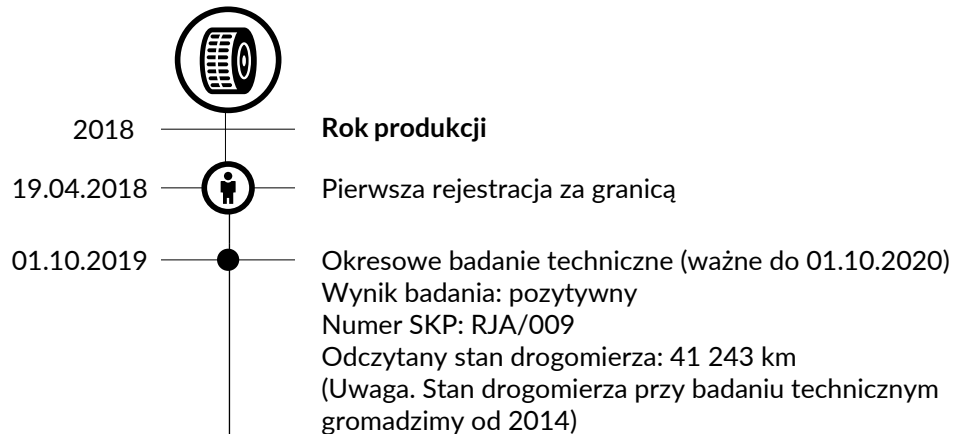 2018 Rok produkcji
19.04.2018 Pierwsza rejestracja za granicą
01.10.2019 Okresowe badanie techniczne (ważne do 01.10.2020)
Wynik badania: pozytywny
Numer SKP: RJA/009
Odczytany stan drogomierza: 41 243 km
(Uwaga. Stan drogomierza przy badaniu technicznym
gromadzimy od 2014)